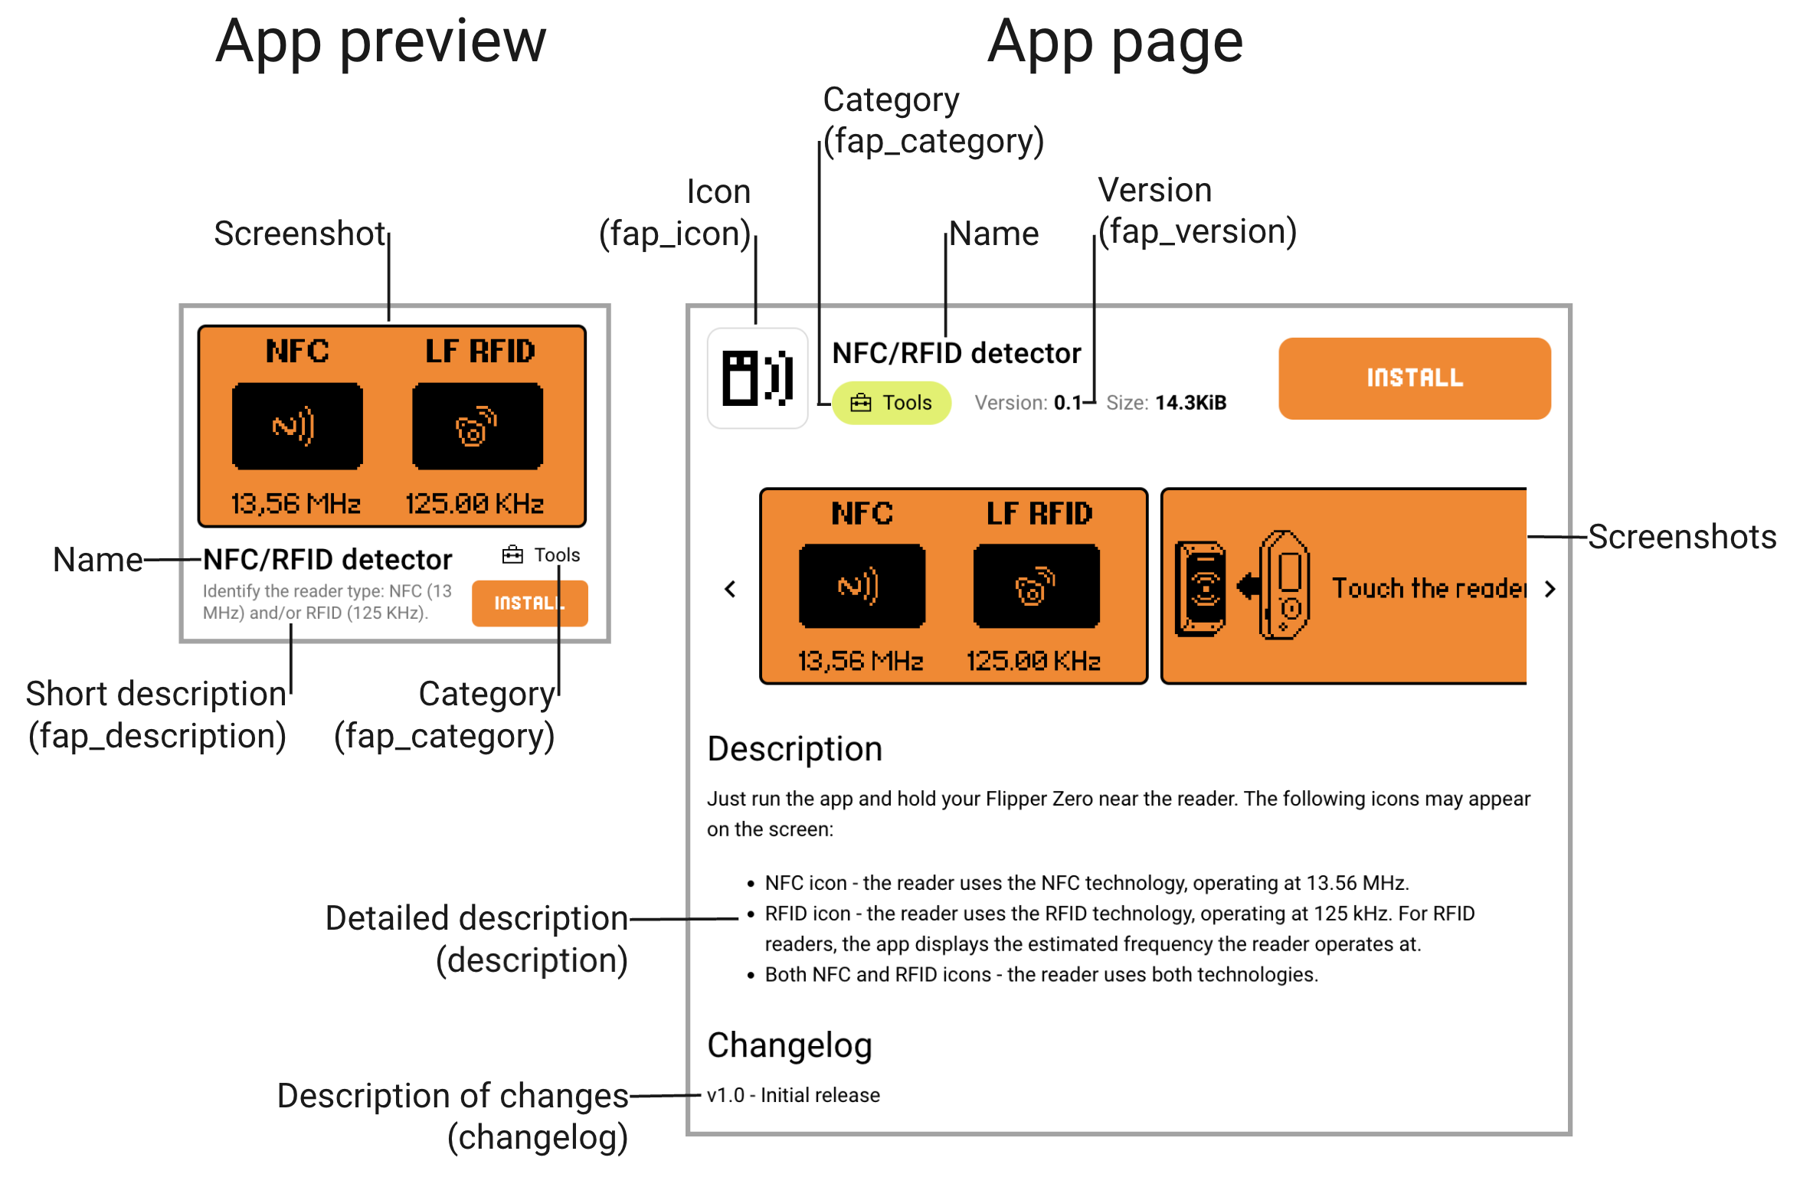 App preview
App page
Category
(fap_category)
Icon
(fap_icon)
Version
(fap_version)
Screenshot
Name
NFC
LF RFID
13,56 MHz
125.00 KHz
Name
NFC/RFID detector
Tools
Identify the reader type: NFC (13
MHz) and/or RFID (125 KHz).
INSTALL
Short description
(fap_description)
Category
(fap_category)
NFC/RFID detector
Tools
Version: 0.1
Size: 14.3KiB
INSTALL
NFC
LF RFID
13,56 MHz
125.00 KHz
Touch the reader
Screenshots
Description
Just run the app and hold your Flipper Zero near the reader. The following icons may appear
on the screen:
• NFC icon - the reader uses the NFC technology, operating at 13.56 MHz.
• RFID icon - the reader uses the RFID technology, operating at 125 kHz. For RFID
readers, the app displays the estimated frequency the reader operates at.
• Both NFC and RFID icons - the reader uses both technologies.
Detailed description
(description)
Changelog
v1.0 - Initial release
Description of changes
(changelog)